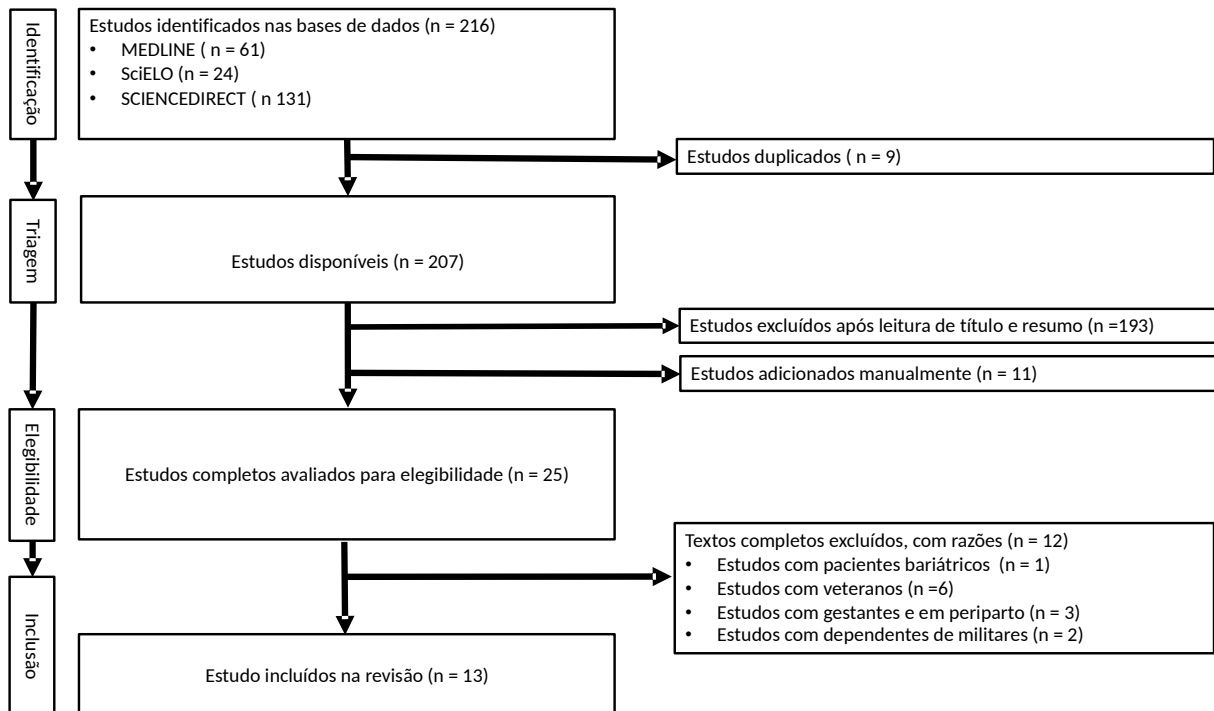 Identificação
Estudos identificados nas bases de dados (n = 216)
• MEDLINE ( n = 61)
• SciELO (n = 24)
• SCIENCEDIRECT ( n 131)
Estudos duplicados ( n = 9)
Triagem
Estudos disponíveis (n = 207)
Estudos excluídos após leitura de título e resumo (n =193)
Estudos adicionados manualmente (n = 11)
Elegibilidade
Estudos completos avaliados para elegibilidade (n = 25)
Textos completos excluídos, com razões (n = 12)
• Estudos com pacientes bariátricos (n = 1)
• Estudos com veteranos (n =6)
• Estudos com gestantes e em periparto (n = 3)
• Estudos com dependentes de militares (n = 2)
Inclusão
Estudo incluídos na revisão (n = 13)